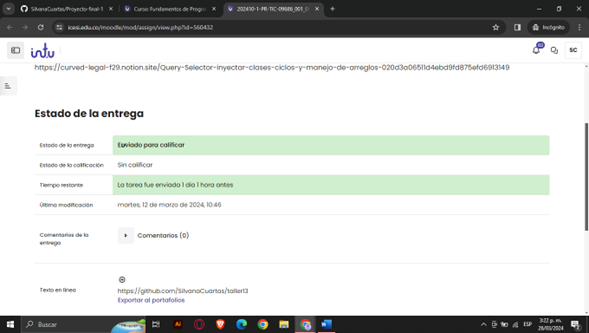 SilvanaCuartas/Proyecto-final-1
Curso: Fundamentos de Progra
202410-1-PR-TIC-09686_001_D
icesi.edu.co/moodle/mod/assign/view.php?id=560432
Incógnito
intu
SC
https://curved-legal-f29.notion.site/Query-Selector-inyectar-clases-ciclos-y-manejo-de-arreglos-020d3a06511d4ebd9fd875efd6913149
Estado de la entrega
Estado de la entrega
Enviado para calificar
Estado de la calificación
Sin calificar
Tiempo restante
La tarea fue enviada 1 día 1 hora antes
Última modificación
martes, 12 de marzo de 2024, 10:46
Comentarios de la entrega
Comentarios (0)
Texto en línea
https://github.com/SilvanaCuartas/taller13
Exportar al portafolios
Buscar
Ai
ESP
3:22 p. m.
26/03/2024